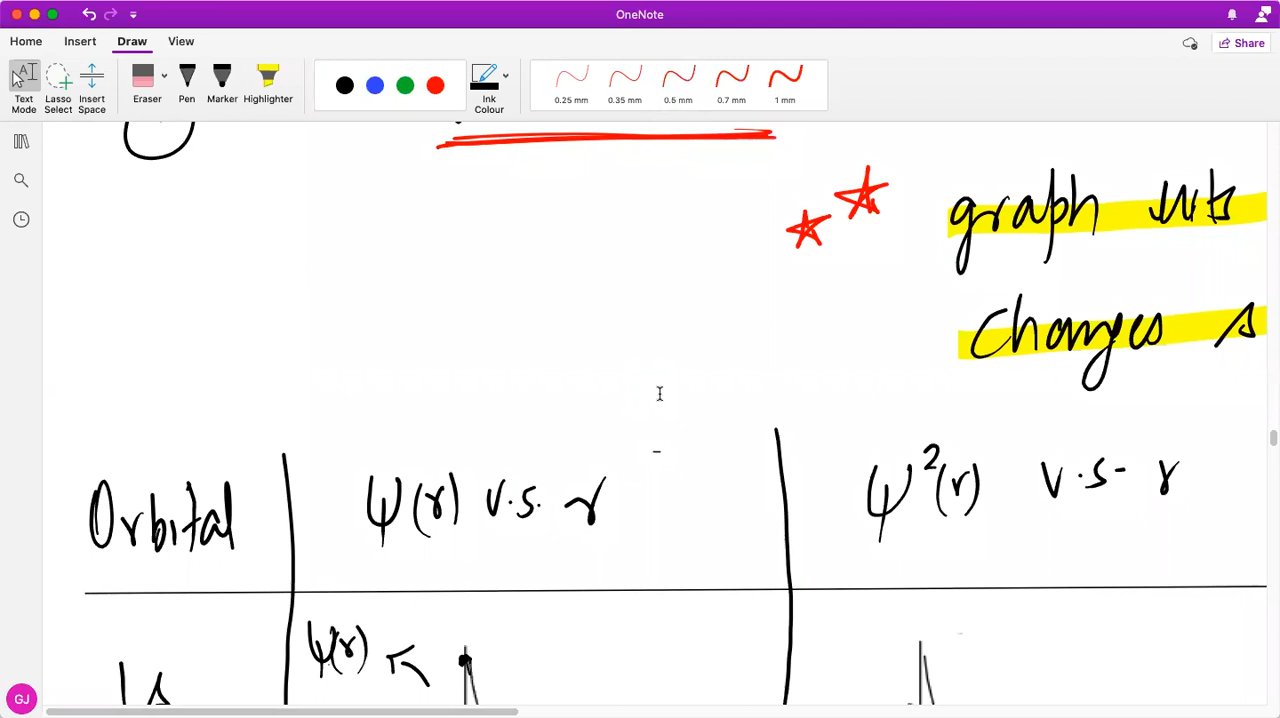 OneNote
Home Insert Draw View
Share
Text Mode
Lasso Select
Insert Space
Eraser
Pen
Marker
Highlighter
Ink Colour
0.25 mm
0.35 mm
0.5 mm
0.7 mm
1 mm
graph
changes s
Orbital
ψ(r) v.s. r
ψ²(r) v.s- r
ψ(r)
1s
GJ